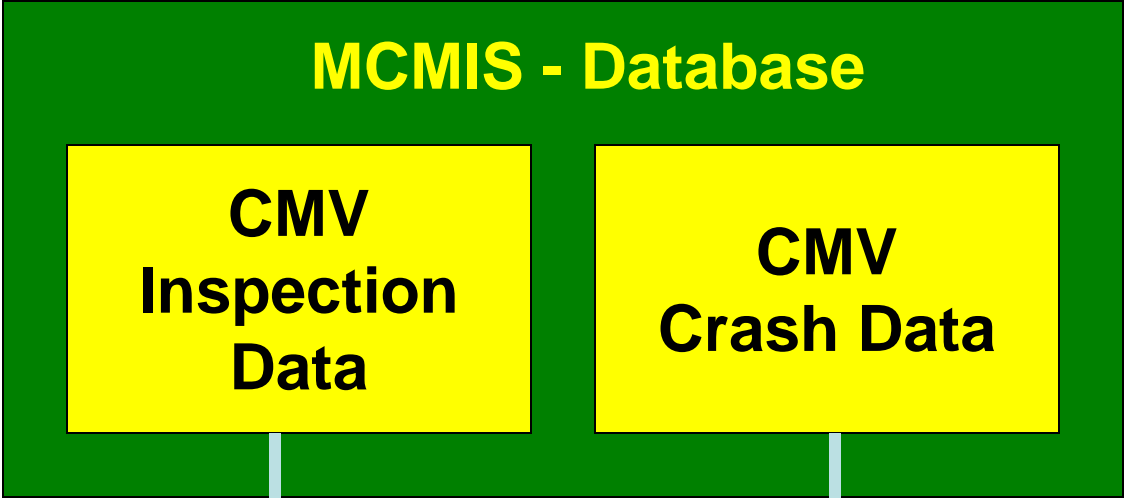 MCMIS - Database
CMV
Inspection
Data
CMV
Crash Data